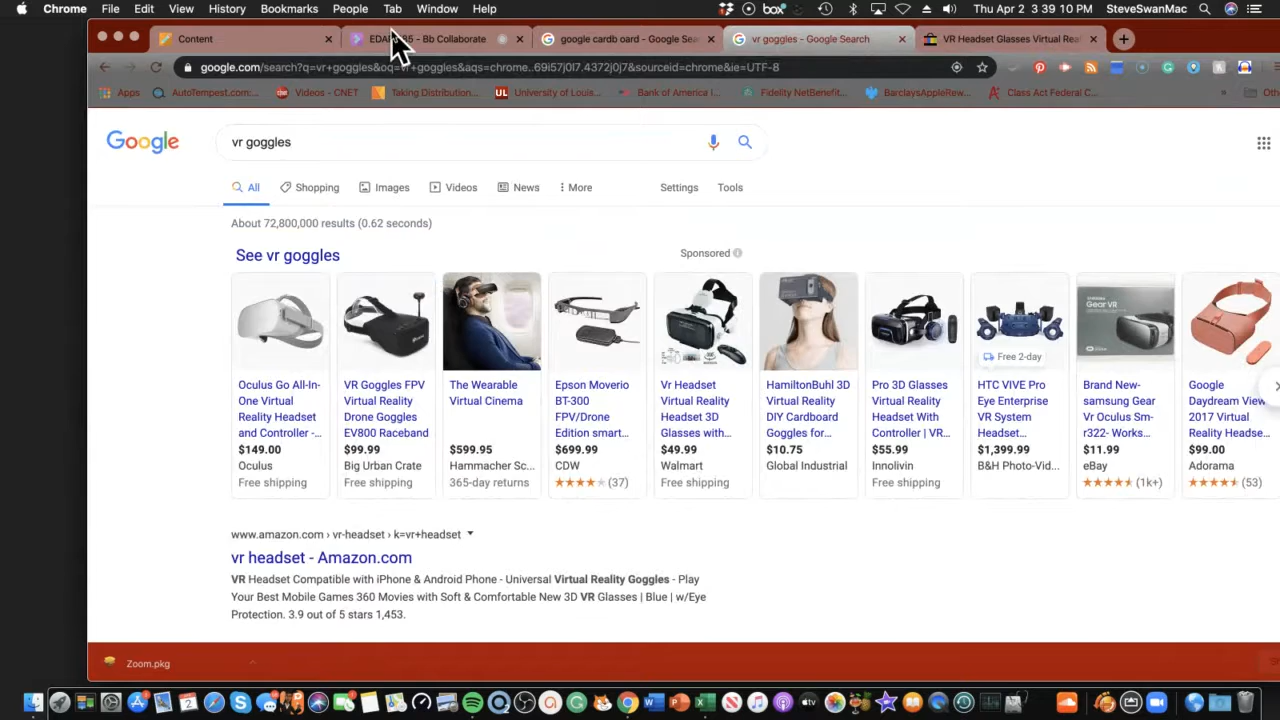 Chrome File Edit View History Bookmarks People Tab Window Help
box Thu Apr 2 3:39:10 PM SteveSwanMac
Content
- Bb Collaborate
google cardb oard - Google Sea
vr goggles - Google Search
VR Headset Glasses Virtual Rea
google.com/search?q=vr+goggles&oq=vr+goggles&aqs=chrome..69i57j0l7.4372j0j7&sourceid=chrome&ie=UTF-8
Apps AutoTempest.com:... Videos - CNET Taking Distribution... UL University of Louis... Bank of America |... Fidelity NetBenefit... BarclaysAppleRew... Class Act Federal C... » Oth
Google
vr goggles
All Shopping Images Videos News More Settings Tools
About 72,800,000 results (0.62 seconds)
See vr goggles
Sponsored
SAMSUNG
Gear VR
Free 2-day
Oculus Go All-In-
One Virtual
Reality Headset
and Controller -...
$149.00
Oculus
Free shipping
VR Goggles FPV
Virtual Reality
Drone Goggles
EV800 Raceband
$99.99
Big Urban Crate
Free shipping
The Wearable
Virtual Cinema
$599.95
Hammacher Sc...
365-day returns
Epson Moverio
BT-300
FPV/Drone
Edition smart...
$699.99
CDW
(37)
Vr Headset
Virtual Reality
Headset 3D
Glasses with...
$49.99
Walmart
Free shipping
HamiltonBuhl 3D
Virtual Reality
DIY Cardboard
Goggles for...
$10.75
Global Industrial
Pro 3D Glasses
Virtual Reality
Headset With
Controller | VR...
$55.99
Innolivin
Free shipping
HTC VIVE Pro
Eye Enterprise
VR System
Headset...
$1,399.99
B&H Photo-Vid...
Brand New-
samsung Gear
Vr Oculus Sm-
r322- Works...
$11.99
eBay
(1k+)
Google
Daydream View
2017 Virtual
Reality Headse...
$99.00
Adorama
(53)
www.amazon.com › vr-headset › k=vr+headset
vr headset - Amazon.com
VR Headset Compatible with iPhone & Android Phone - Universal Virtual Reality Goggles - Play
Your Best Mobile Games 360 Movies with Soft & Comfortable New 3D VR Glasses | Blue | w/Eye
Protection. 3.9 out of 5 stars 1,453.
Zoom.pkg